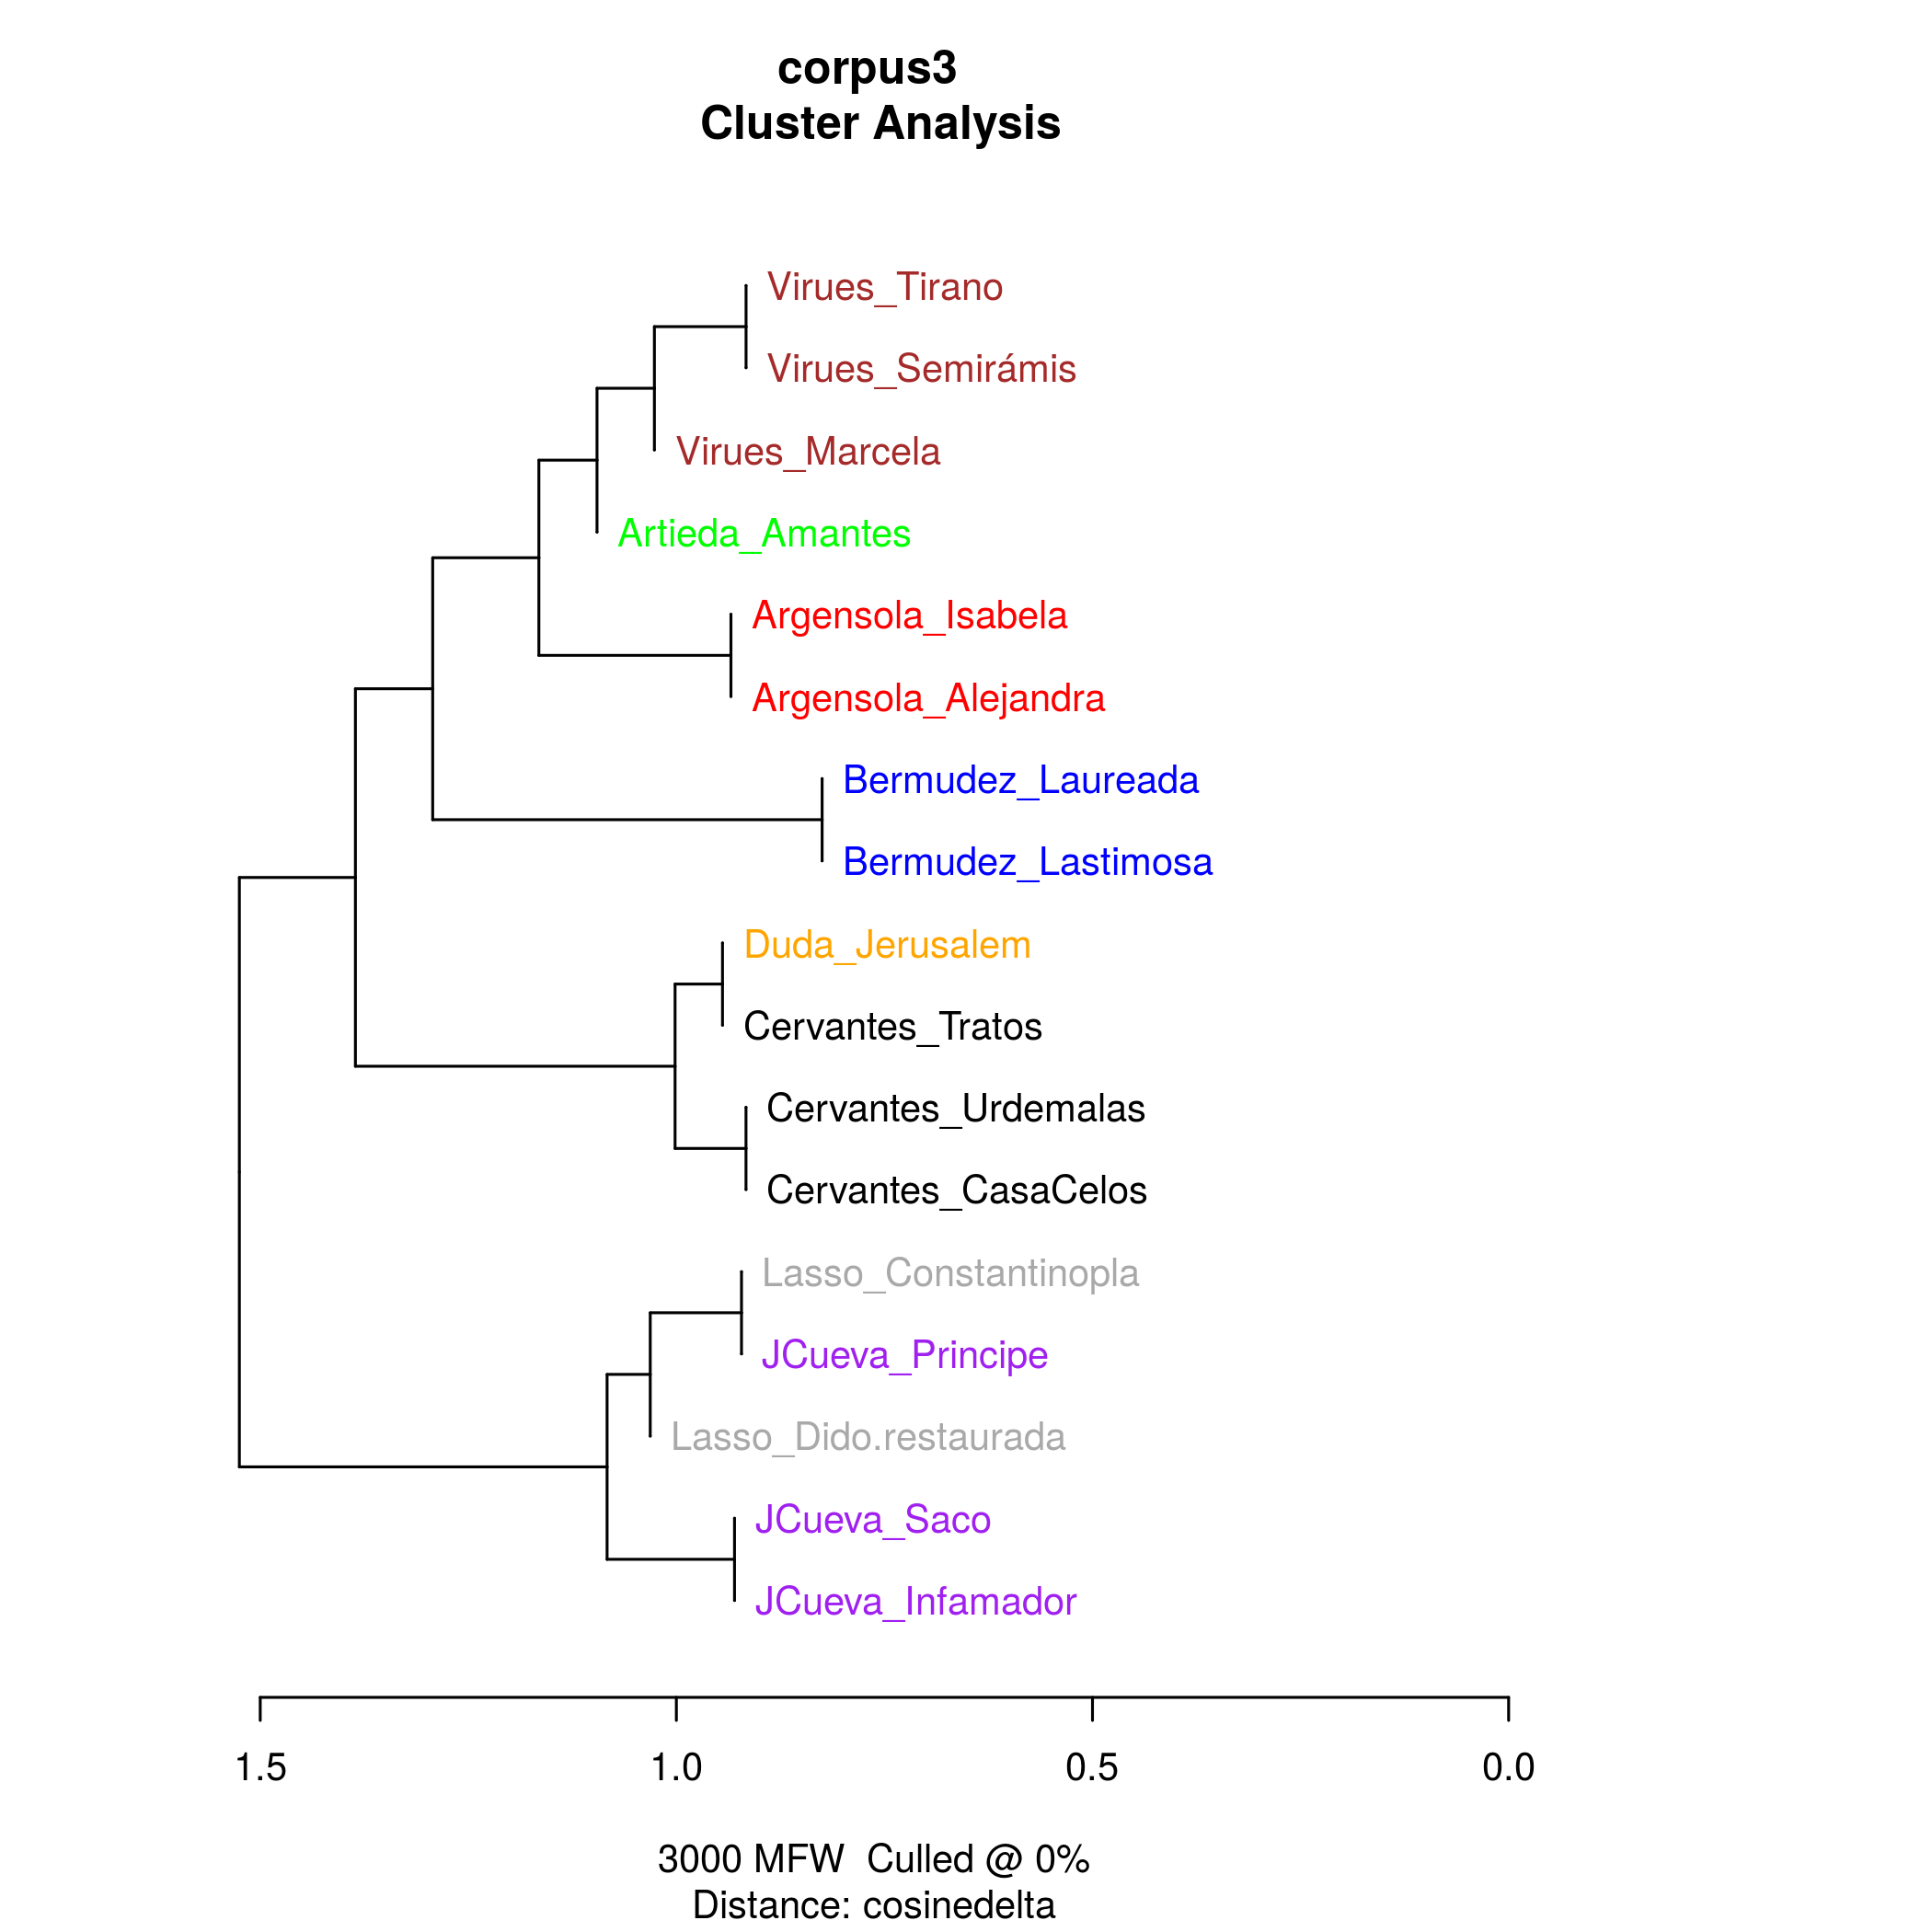 corpus3
Cluster Analysis
Virues_Tirano
Virues_Semirámis
Virues_Marcela
Artieda_Amantes
Argensola_Isabela
Argensola_Alejandra
Bermudez_Laureada
Bermudez_Lastimosa
Duda_Jerusalem
Cervantes_Tratos
Cervantes_Urdemalas
Cervantes_CasaCelos
Lasso_Constantinopla
JCueva_Principe
Lasso_Dido.restaurada
JCueva_Saco
JCueva_Infamador
1.5 1.0 0.5 0.0
3000 MFW  Culled @ 0%
Distance: cosinedelta